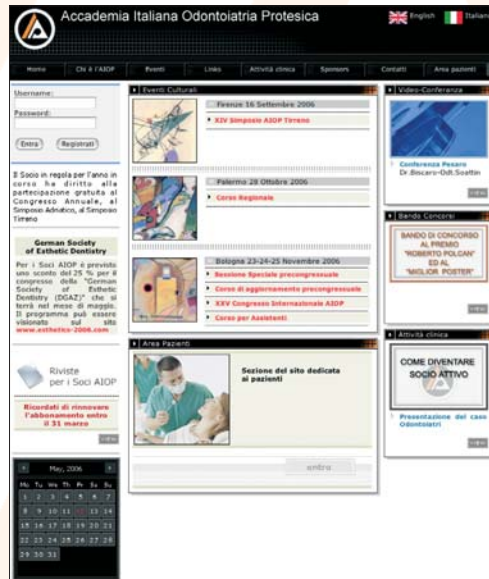 Accademia Italiana Odontoiatria Protesica
English
Italiano
Home
Chi è l'AIOP
Eventi
Links
Attività clinica
Sponsors
Contatti
Area pazienti
Username:
Password:
Entra
Registrati
Il Socio in regola per l'anno in
corso ha diritto alla
partecipazione gratuita al
Congresso Annuale, al
Simposio Adriatico, al Simposio
Tirreno
German Society
of Esthetic Dentistry
Per i Soci AIOP è previsto
uno sconto del 25 % per il
congresso della "German
Society of Esthetic
Dentistry (DGAZ)" che si
terrà nel mese di maggio.
Il programma può essere
visionato sul sito
www.esthetics-2006.com
Riviste
per i Soci AIOP
Ricordati di rinnovare
l'abbonamento entro
il 31 marzo
May, 2006
Mo Tu We Th Fr Sa Su
1 2 3 4 5 6 7
8 9 10 11 12 13 14
15 16 17 18 19 20 21
22 23 24 25 26 27 28
29 30 31
Eventi Culturali
Firenze 16 Settembre 2006
XIV Simposio AIOP Tirreno
Palermo 28 Ottobre 2006
Corso Regionale
Bologna 23-24-25 Novembre 2006
Sessione Speciale precongressuale
Corso di aggiornamento precongressuale
XXV Congresso Internazionale AIOP
Corso per Assistenti
Area Pazienti
Sezione del sito dedicata
ai pazienti
entra
Video-Conferenza
Conferenza Pesaro
Dr.Biscaro-Odt.Soattin
Bando Concorsi
BANDO DI CONCORSO
AL PREMIO
"ROBERTO POLCAN"
ED AL
"MIGLIOR POSTER"
Attività clinica
COME DIVENTARE
SOCIO ATTIVO
Presentazione del caso
Odontoiatri